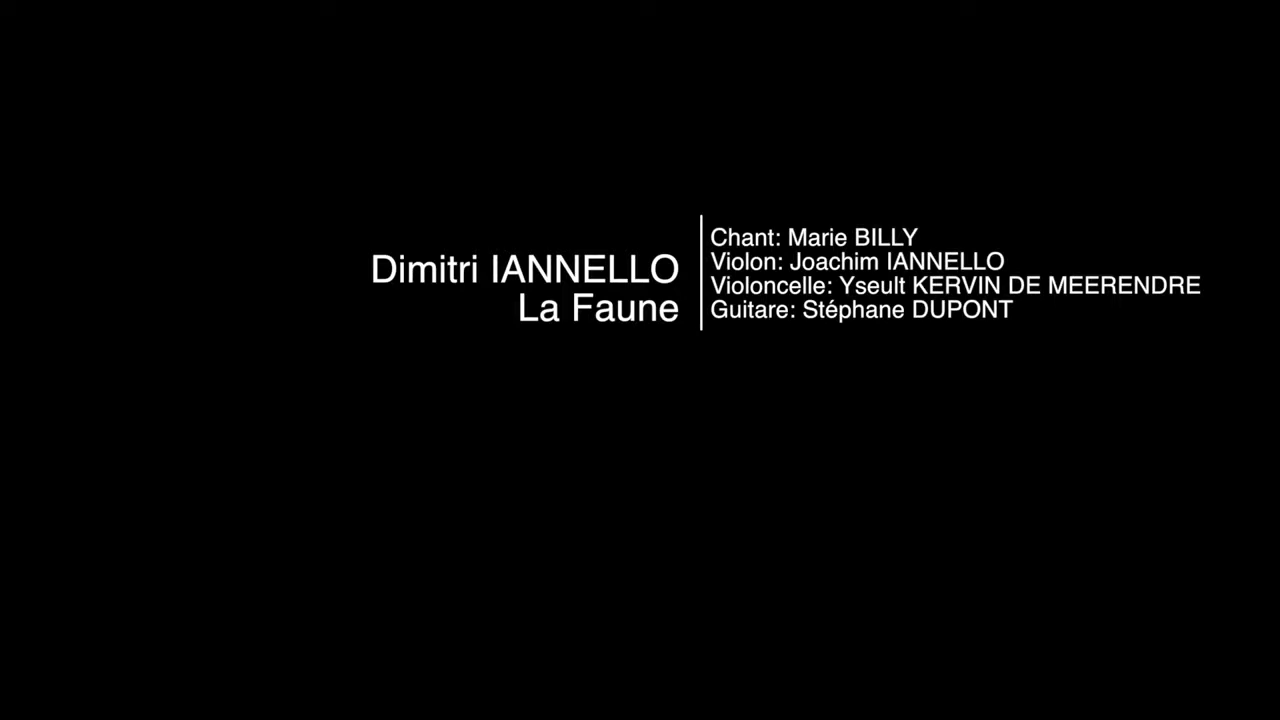 Dimitri IANNELLO
La Faune
Chant: Marie BILLY
Violon: Joachim IANNELLO
Violoncelle: Yseult KERVIN DE MEERENDRE
Guitare: Stéphane DUPONT